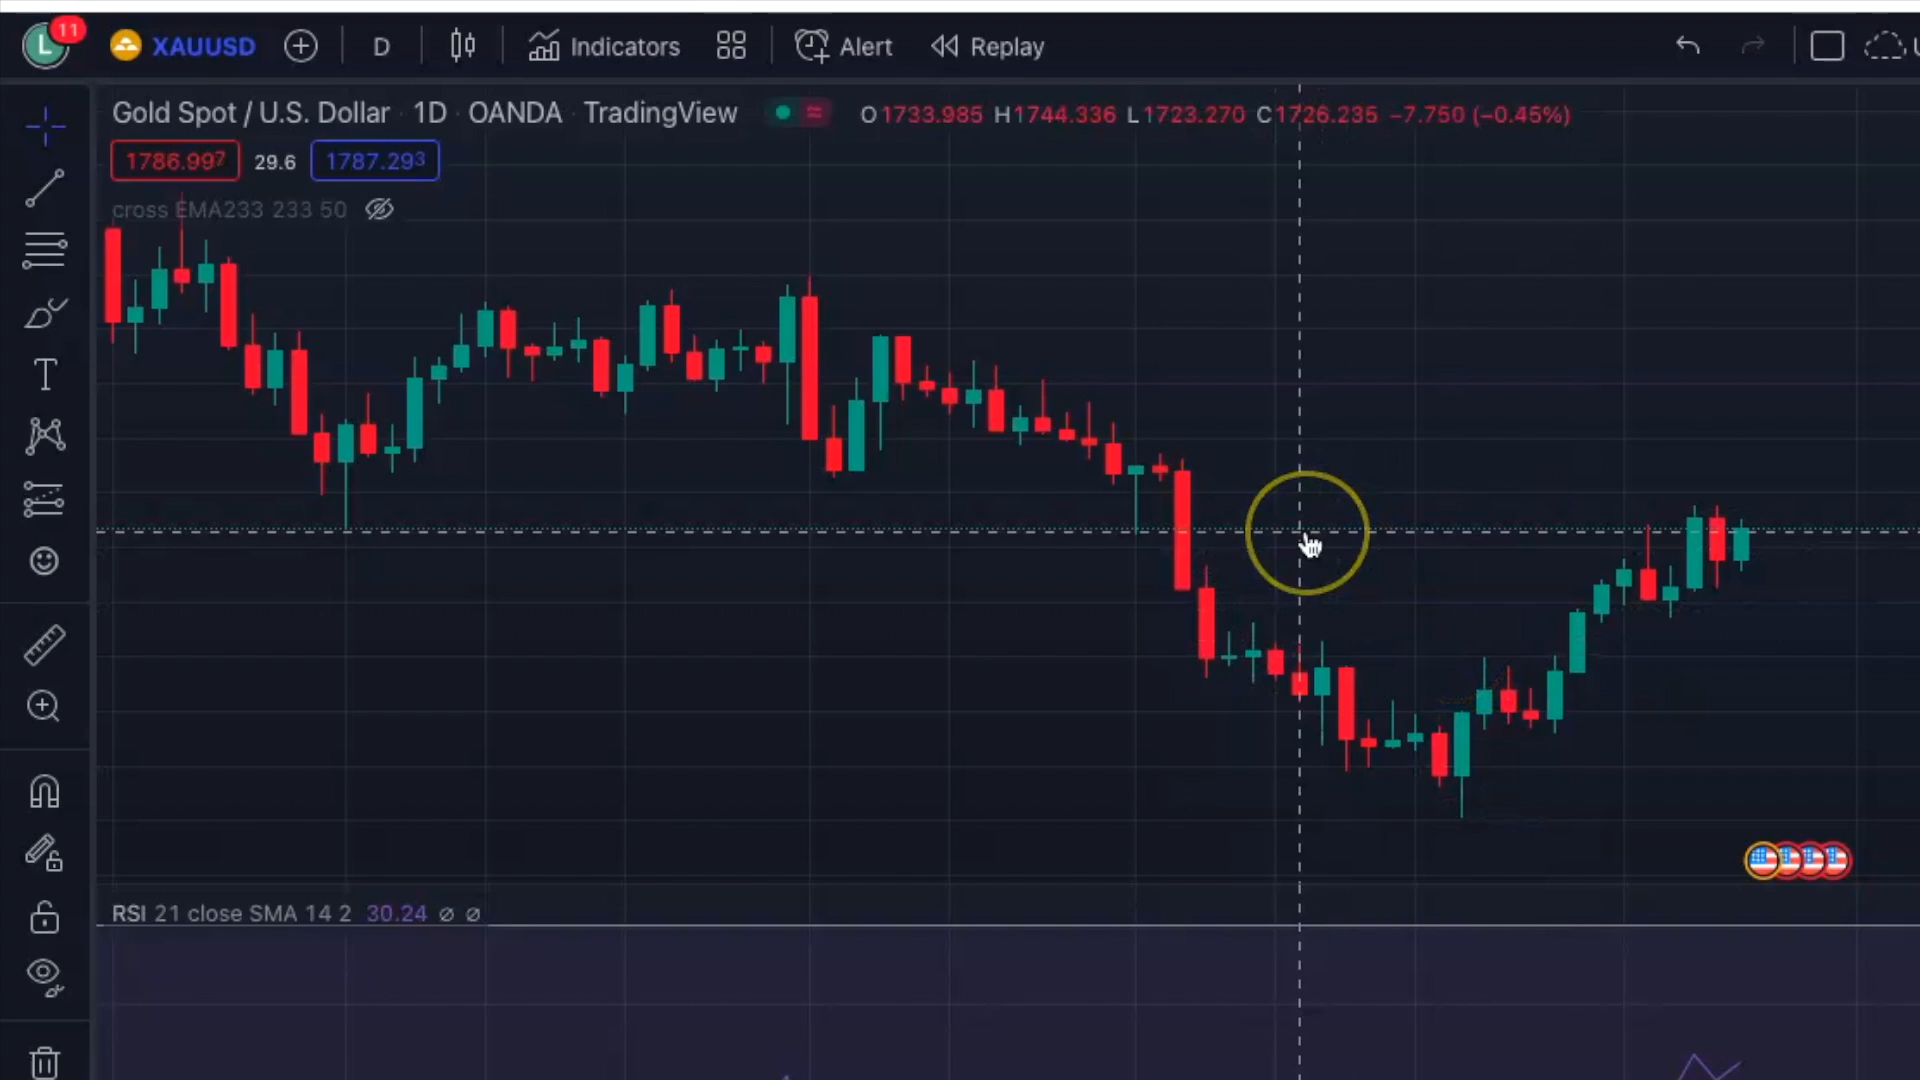 L 11 XAUUSD D Indicators Alert Replay
Gold Spot / U.S. Dollar · 1D · OANDA · TradingView O1733.985 H1744.336 L1723.270 C1726.235 −7.750 (−0.45%)
1786.997 29.6 1787.293
cross EMA233 233 50
T
RSI 21 close SMA 14 2 30.24 ∅ ∅